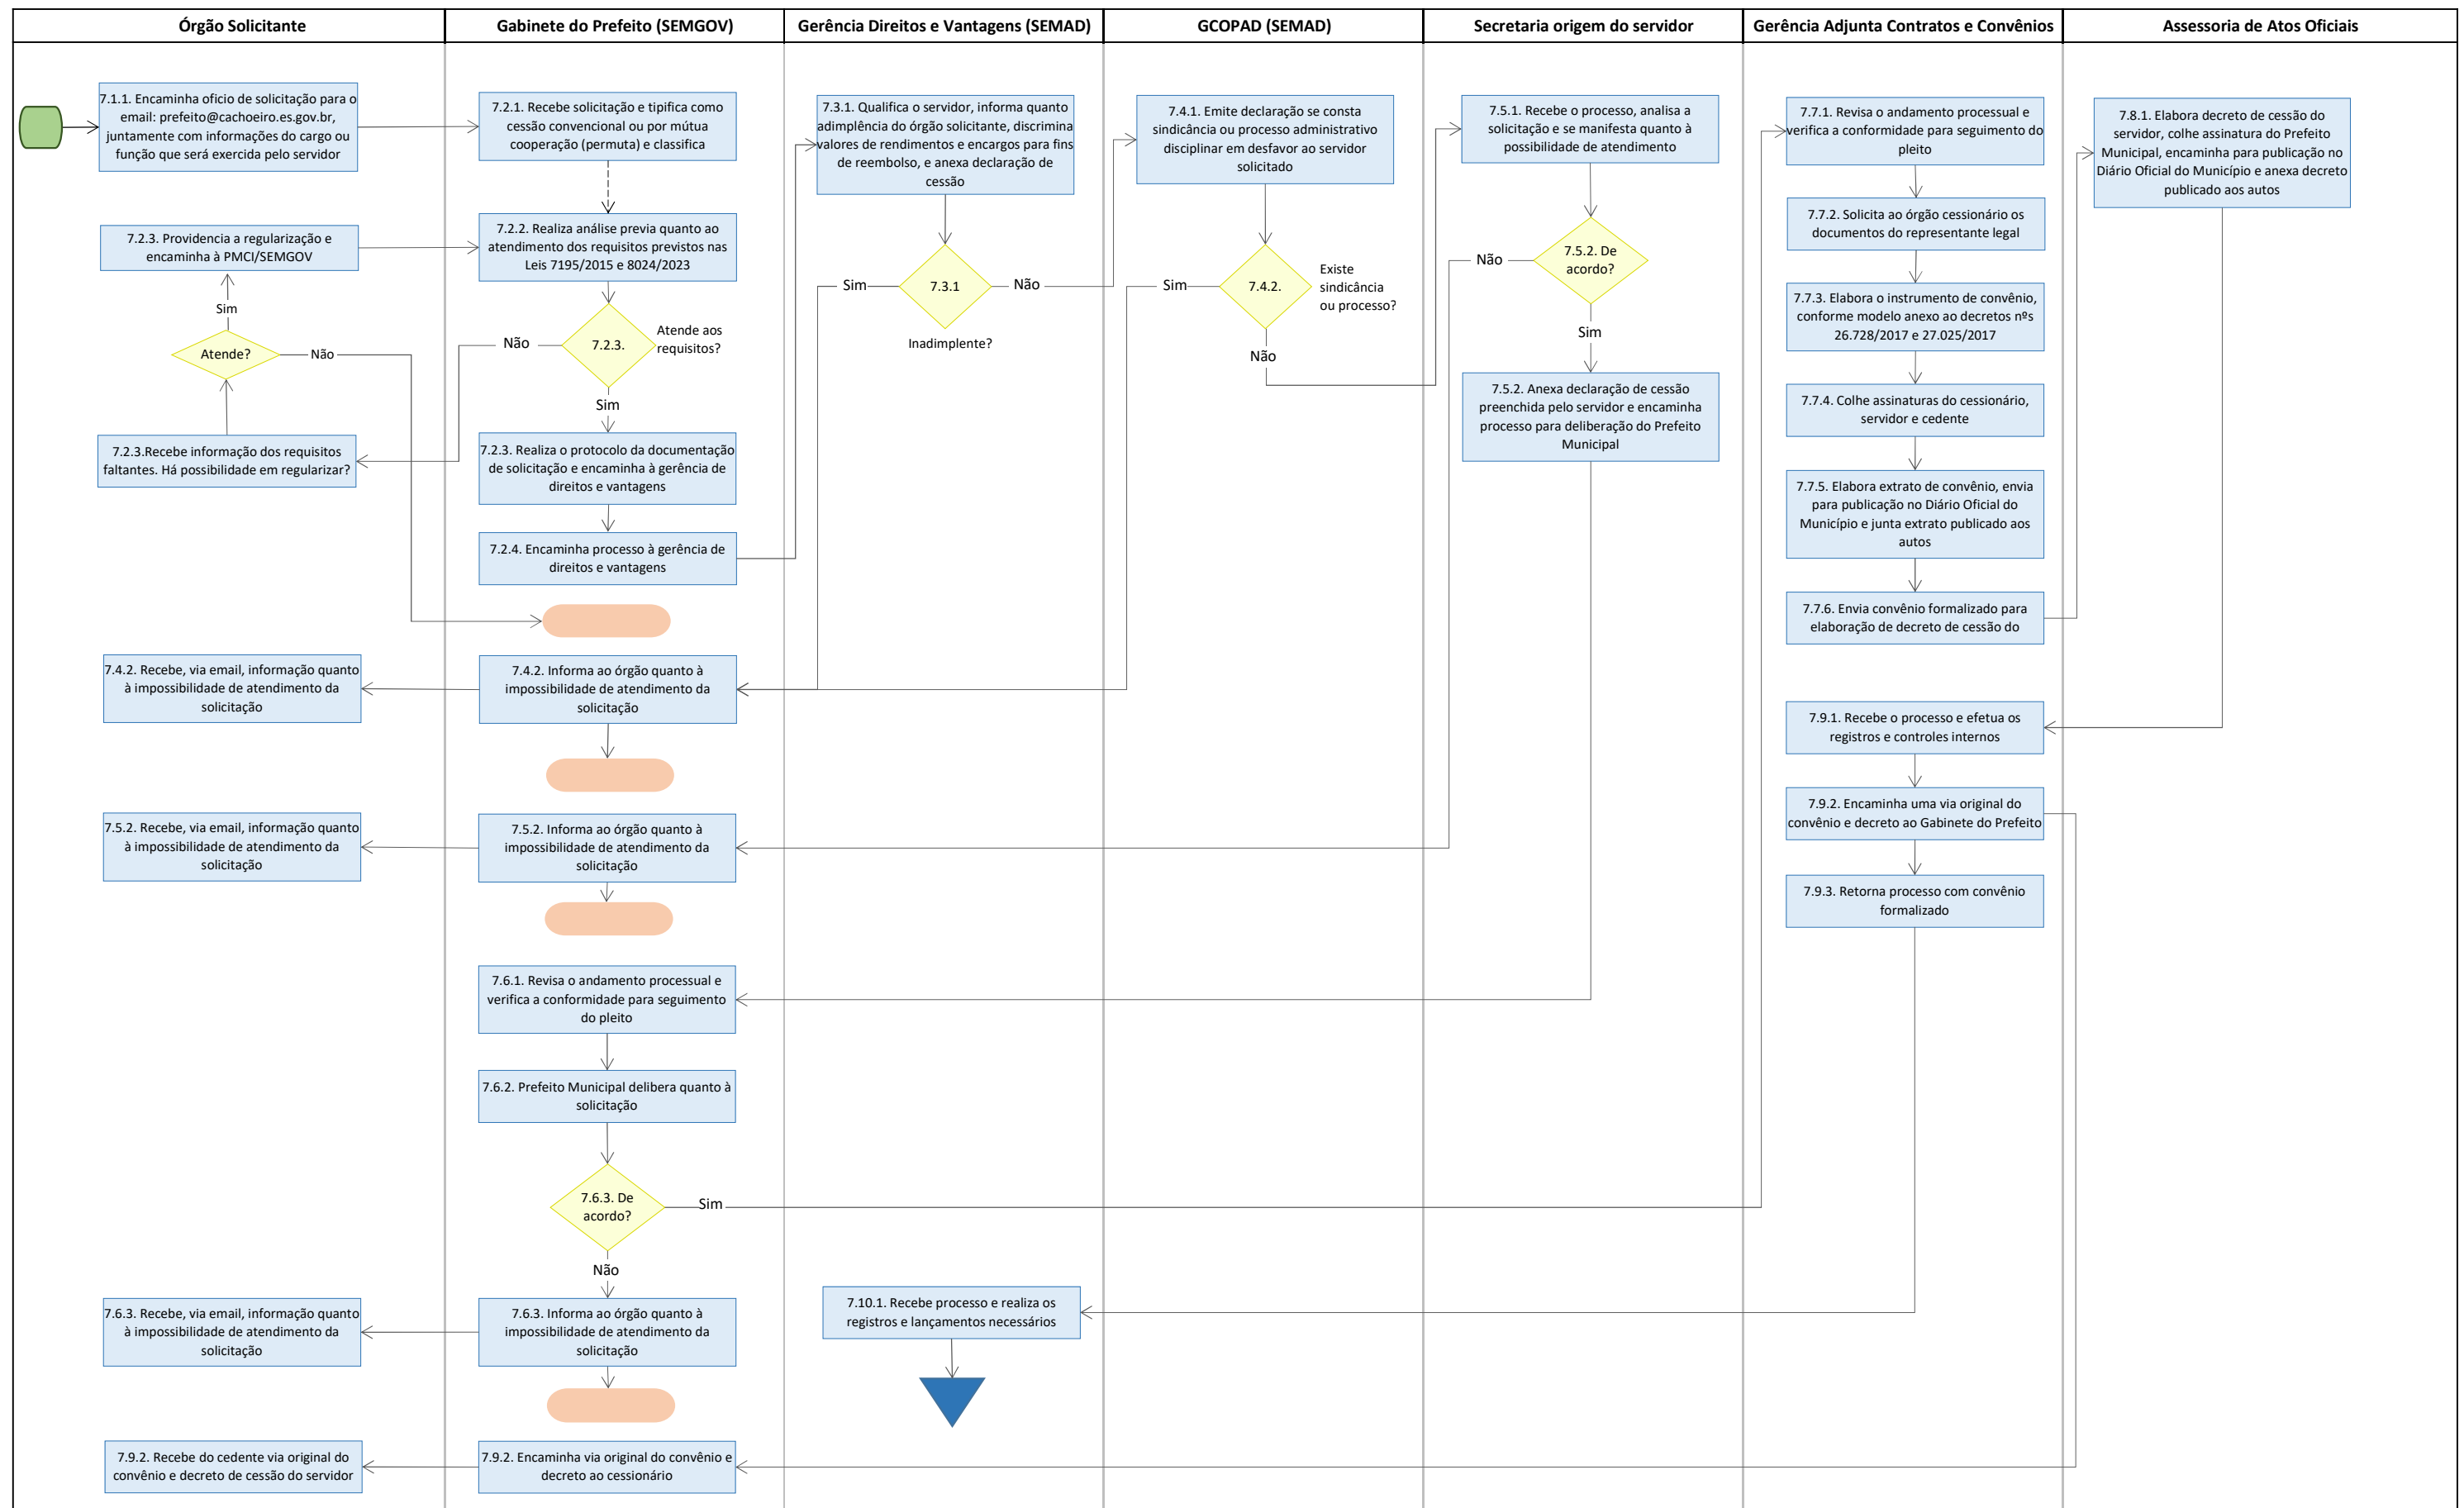 Órgão Solicitante
Gabinete do Prefeito (SEMGOV)
Gerência Direitos e Vantagens (SEMAD)
GCOPAD (SEMAD)
Secretaria origem do servidor
Gerência Adjunta Contratos e Convênios
Assessoria de Atos Oficiais
7.1.1. Encaminha oficio de solicitação para o
email: prefeito@cachoeiro.es.gov.br,
juntamente com informações do cargo ou
função que será exercida pelo servidor
7.2.3. Providencia a regularização e
encaminha à PMCI/SEMGOV
Sim
Atende?
Não
7.2.3.Recebe informação dos requisitos
faltantes. Há possibilidade em regularizar?
7.4.2. Recebe, via email, informação quanto
à impossibilidade de atendimento da
solicitação
7.5.2. Recebe, via email, informação quanto
à impossibilidade de atendimento da
solicitação
7.6.3. Recebe, via email, informação quanto
à impossibilidade de atendimento da
solicitação
7.9.2. Recebe do cedente via original do
convênio e decreto de cessão do servidor
7.2.1. Recebe solicitação e tipifica como
cessão convencional ou por mútua
cooperação (permuta) e classifica
7.2.2. Realiza análise previa quanto ao
atendimento dos requisitos previstos nas
Leis 7195/2015 e 8024/2023
7.2.3.
Atende aos
requisitos?
Não
Sim
7.2.3. Realiza o protocolo da documentação
de solicitação e encaminha à gerência de
direitos e vantagens
7.2.4. Encaminha processo à gerência de
direitos e vantagens
7.4.2. Informa ao órgão quanto à
impossibilidade de atendimento da
solicitação
7.5.2. Informa ao órgão quanto à
impossibilidade de atendimento da
solicitação
7.6.1. Revisa o andamento processual e
verifica a conformidade para seguimento
do pleito
7.6.2. Prefeito Municipal delibera quanto à
solicitação
7.6.3. De
acordo?
Sim
Não
7.6.3. Informa ao órgão quanto à
impossibilidade de atendimento da
solicitação
7.9.2. Encaminha via original do convênio e
decreto ao cessionário
7.3.1. Qualifica o servidor, informa quanto
adimplência do órgão solicitante, discrimina
valores de rendimentos e encargos para fins
de reembolso, e anexa declaração de
cessão
Sim
7.3.1
Não
Inadimplente?
7.10.1. Recebe processo e realiza os
registros e lançamentos necessários
7.4.1. Emite declaração se consta
sindicância ou processo administrativo
disciplinar em desfavor ao servidor
solicitado
Sim
7.4.2.
Existe
sindicância
ou processo?
Não
7.5.1. Recebe o processo, analisa a
solicitação e se manifesta quanto à
possibilidade de atendimento
Não
7.5.2. De
acordo?
Sim
7.5.2. Anexa declaração de cessão
preenchida pelo servidor e encaminha
processo para deliberação do Prefeito
Municipal
7.7.1. Revisa o andamento processual e
verifica a conformidade para seguimento do
pleito
7.7.2. Solicita ao órgão cessionário os
documentos do representante legal
7.7.3. Elabora o instrumento de convênio,
conforme modelo anexo ao decretos nºs
26.728/2017 e 27.025/2017
7.7.4. Colhe assinaturas do cessionário,
servidor e cedente
7.7.5. Elabora extrato de convênio, envia
para publicação no Diário Oficial do
Município e junta extrato publicado aos
autos
7.7.6. Envia convênio formalizado para
elaboração de decreto de cessão do
7.9.1. Recebe o processo e efetua os
registros e controles internos
7.9.2. Encaminha uma via original do
convênio e decreto ao Gabinete do Prefeito
7.9.3. Retorna processo com convênio
formalizado
7.8.1. Elabora decreto de cessão do
servidor, colhe assinatura do Prefeito
Municipal, encaminha para publicação no
Diário Oficial do Município e anexa decreto
publicado aos autos